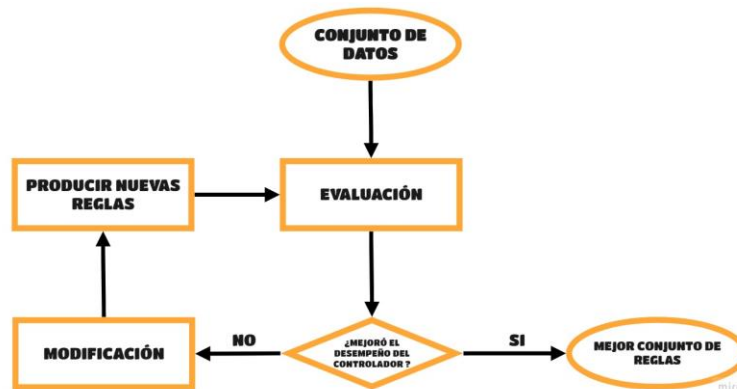 CONJUNTO DE
DATOS
PRODUCIR NUEVAS
REGLAS
EVALUACIÓN
MODIFICACIÓN
NO
¿MEJORÓ EL
DESEMPEÑO DEL
CONTROLADOR ?
SI
MEJOR CONJUNTO DE
REGLAS